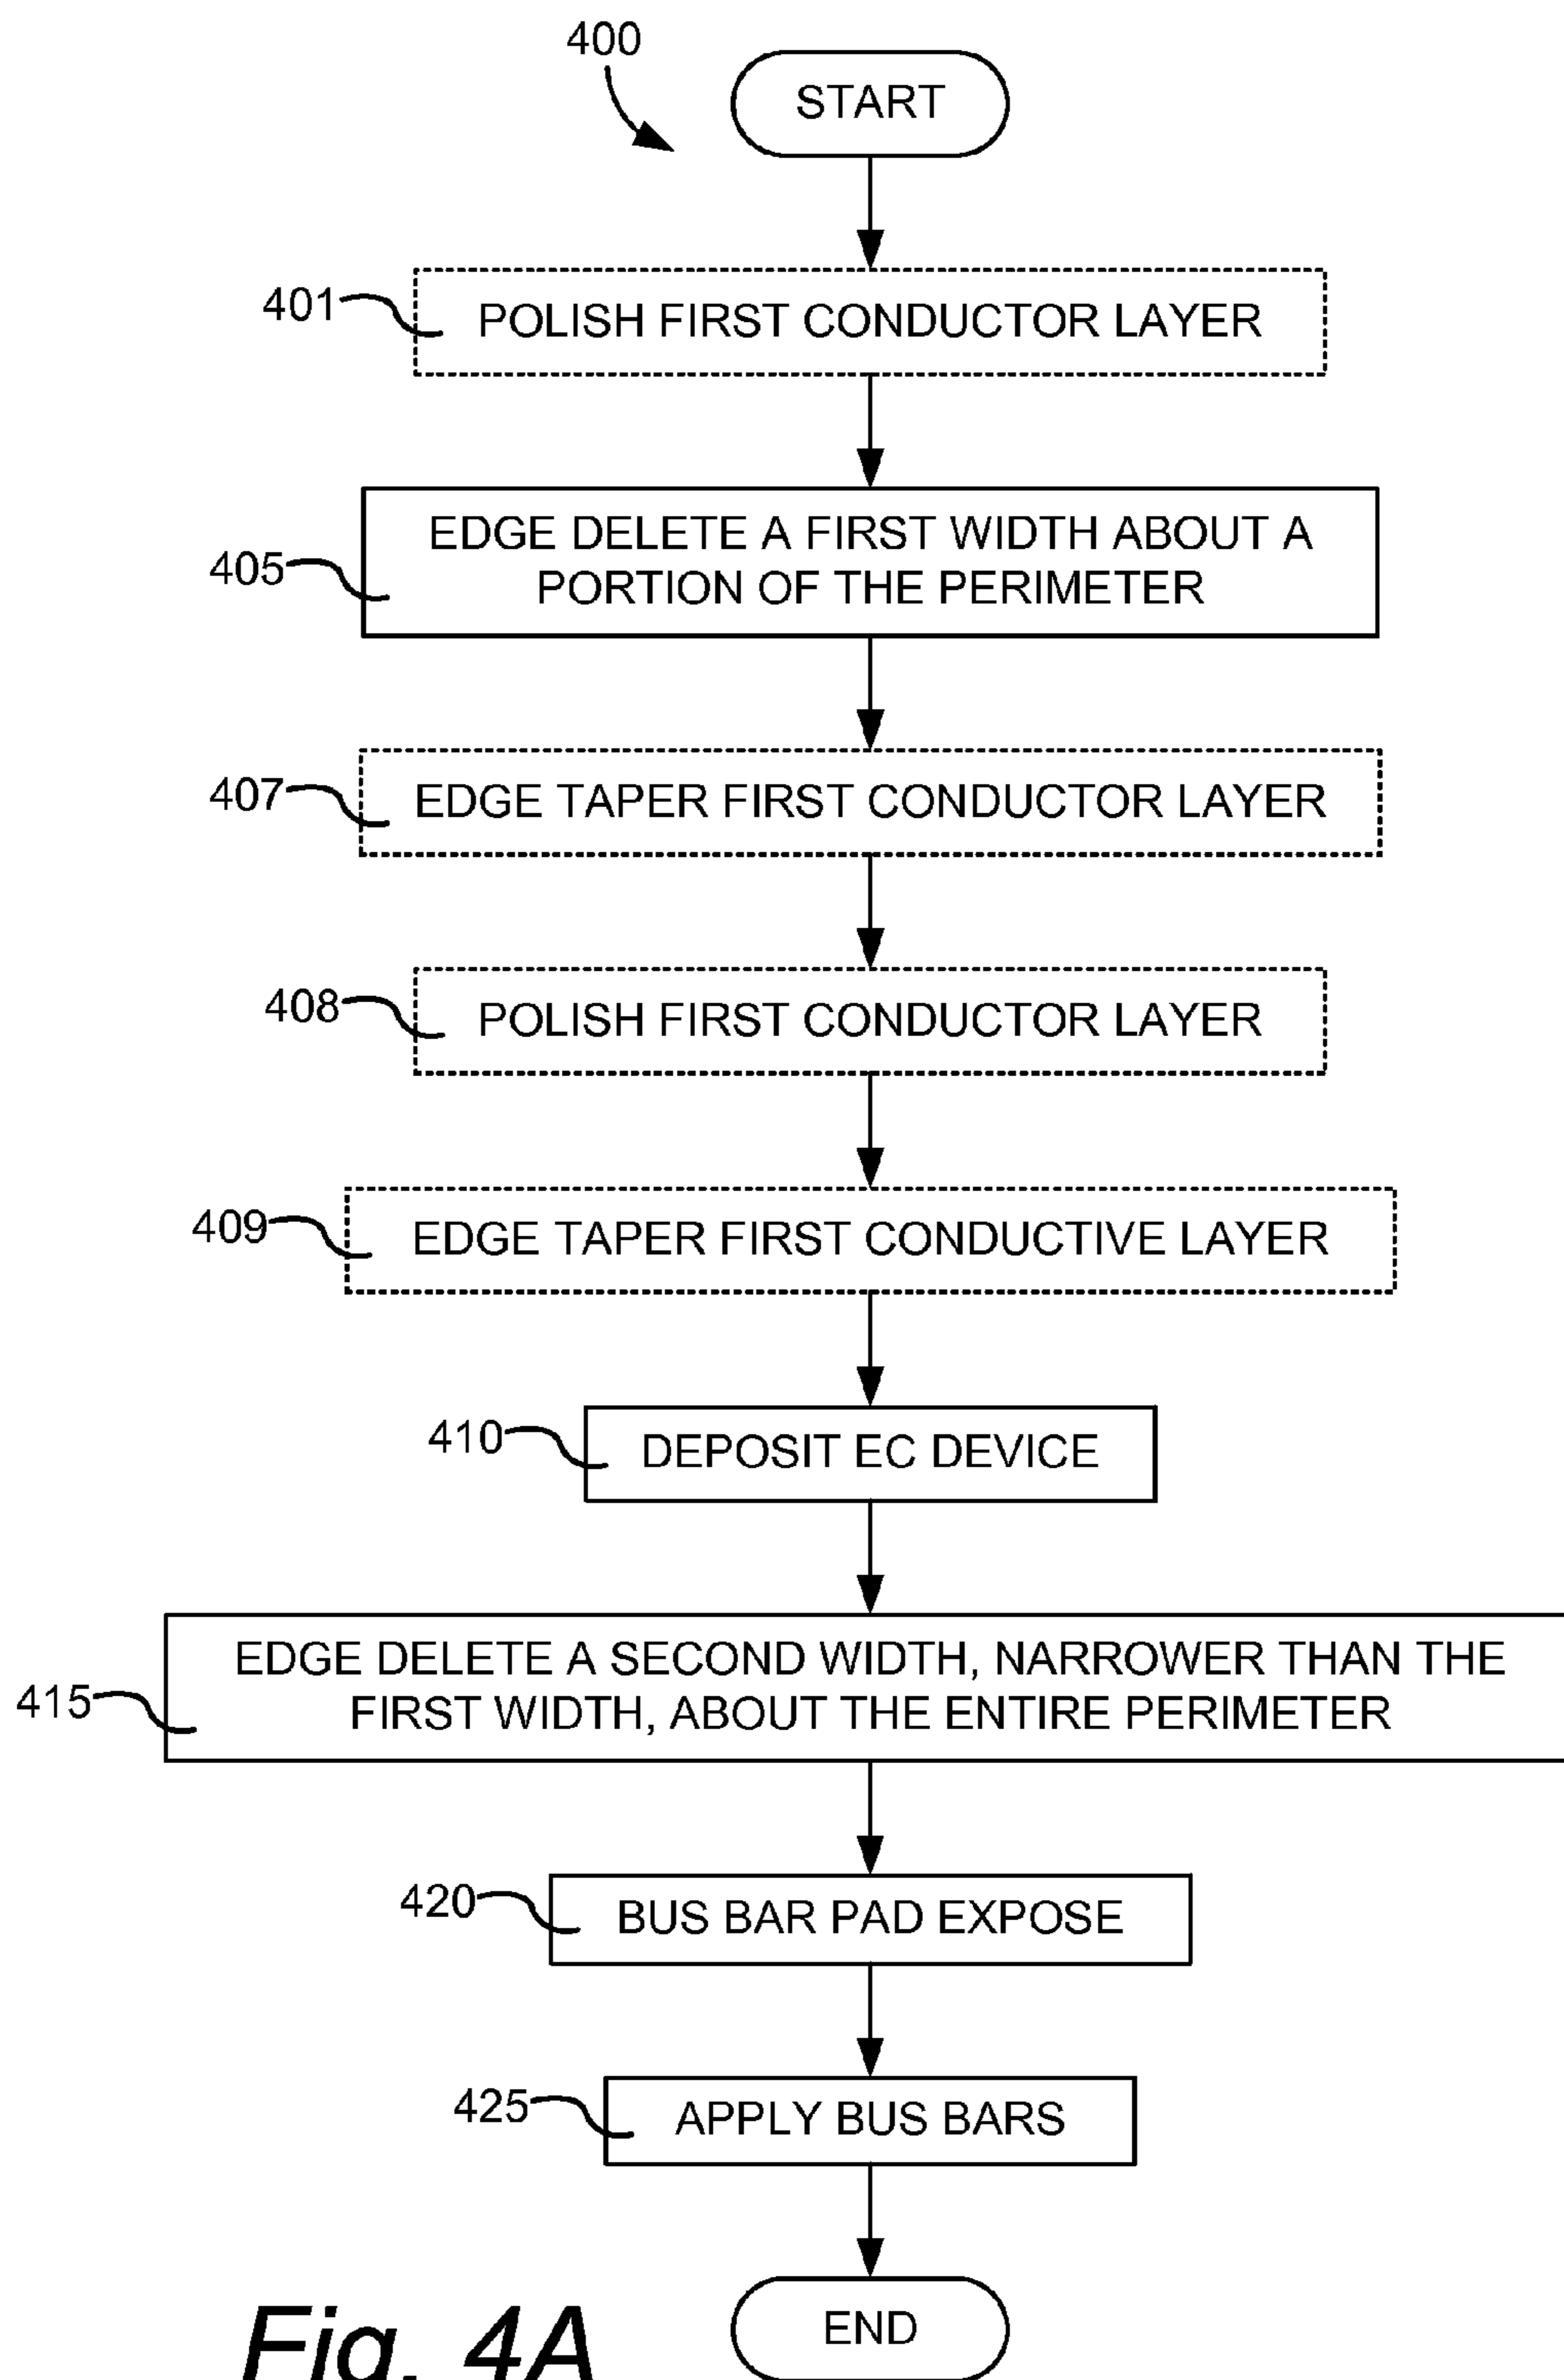 400
START
401
POLISH FIRST CONDUCTOR LAYER
405
EDGE DELETE A FIRST WIDTH ABOUT A
PORTION OF THE PERIMETER
407
EDGE TAPER FIRST CONDUCTOR LAYER
408
POLISH FIRST CONDUCTOR LAYER
409
EDGE TAPER FIRST CONDUCTIVE LAYER
410
DEPOSIT EC DEVICE
415
EDGE DELETE A SECOND WIDTH, NARROWER THAN THE
FIRST WIDTH, ABOUT THE ENTIRE PERIMETER
420
BUS BAR PAD EXPOSE
425
APPLY BUS BARS
END
Fig. 4A